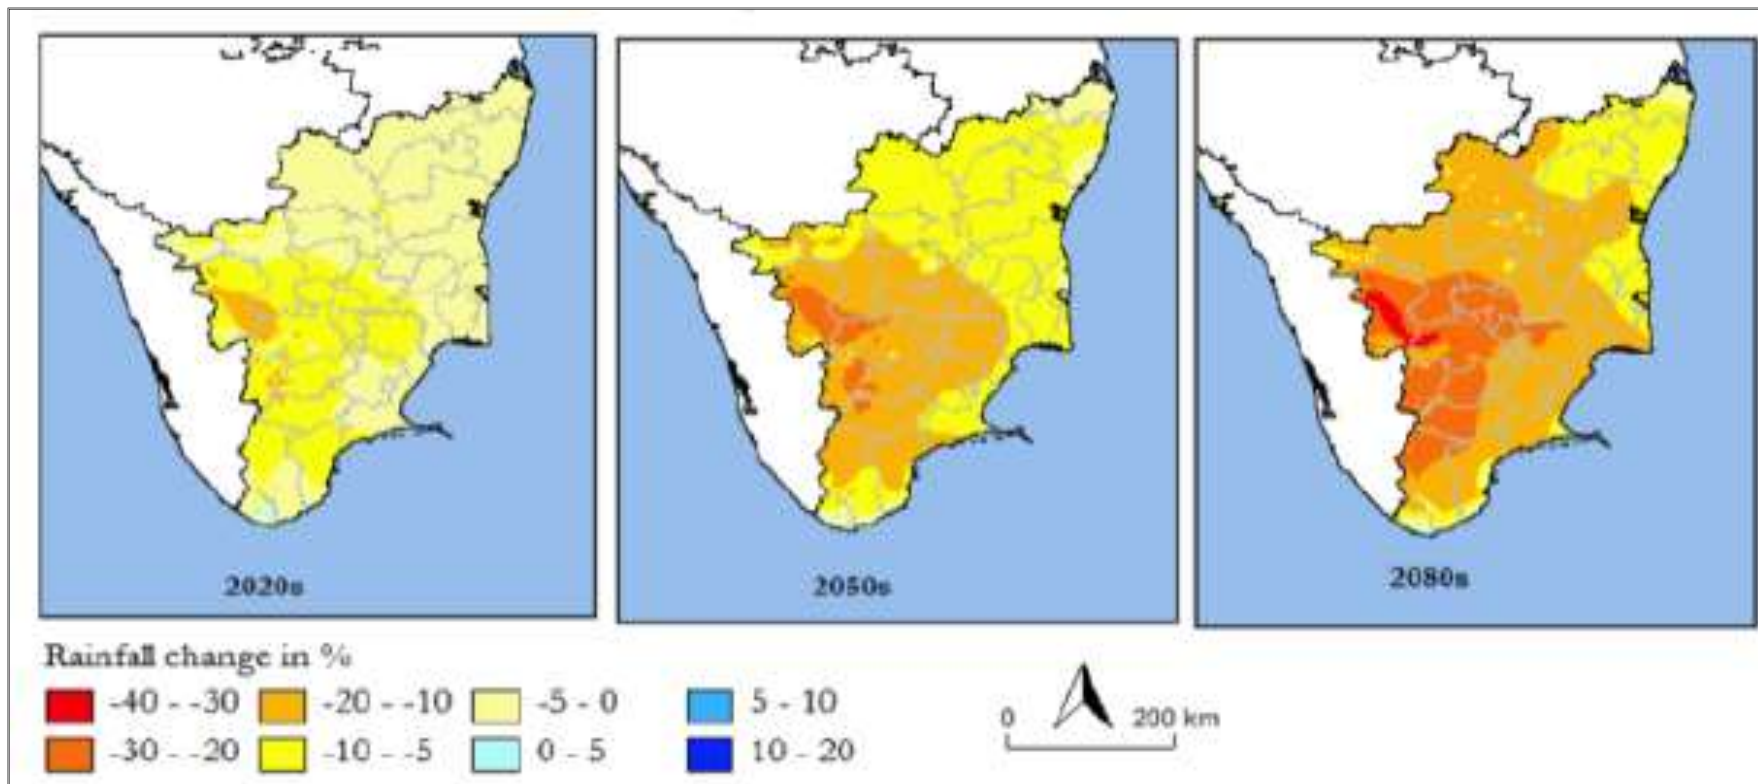 2020s
2050s
2080s
Rainfall change in %
-40 - -30
-20 - -10
-5 - 0
5 - 10
-30 - -20
-10 - -5
0 - 5
10 - 20
0
200 km